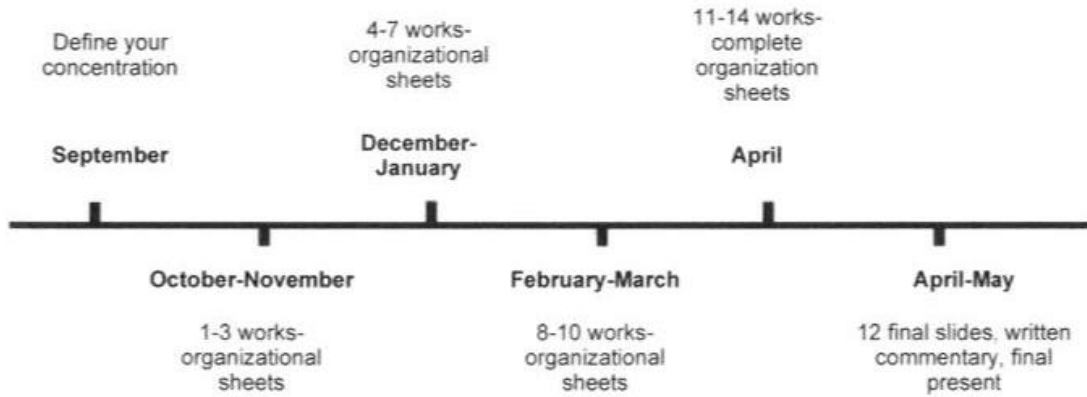 Define your
concentration
September
October-November
1-3 works-
organizational
sheets
4-7 works-
organizational
sheets
December-
January
February-March
8-10 works-
organizational
sheets
11-14 works-
complete
organization
sheets
April
April-May
12 final slides, written
commentary, final
present